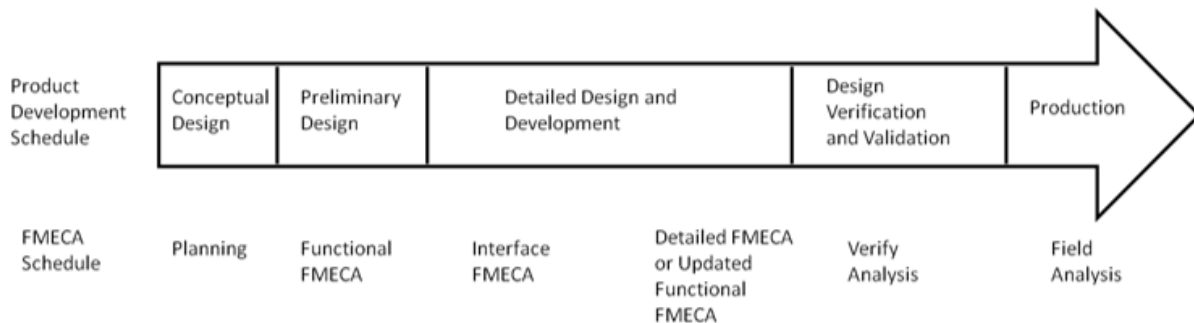 Product
Development
Schedule
Conceptual
Design
Preliminary
Design
Detailed Design and
Development
Design
Verification
and Validation
Production
FMECA
Schedule
Planning
Functional
FMECA
Interface
FMECA
Detailed FMECA
or Updated
Functional
FMECA
Verify
Analysis
Field
Analysis